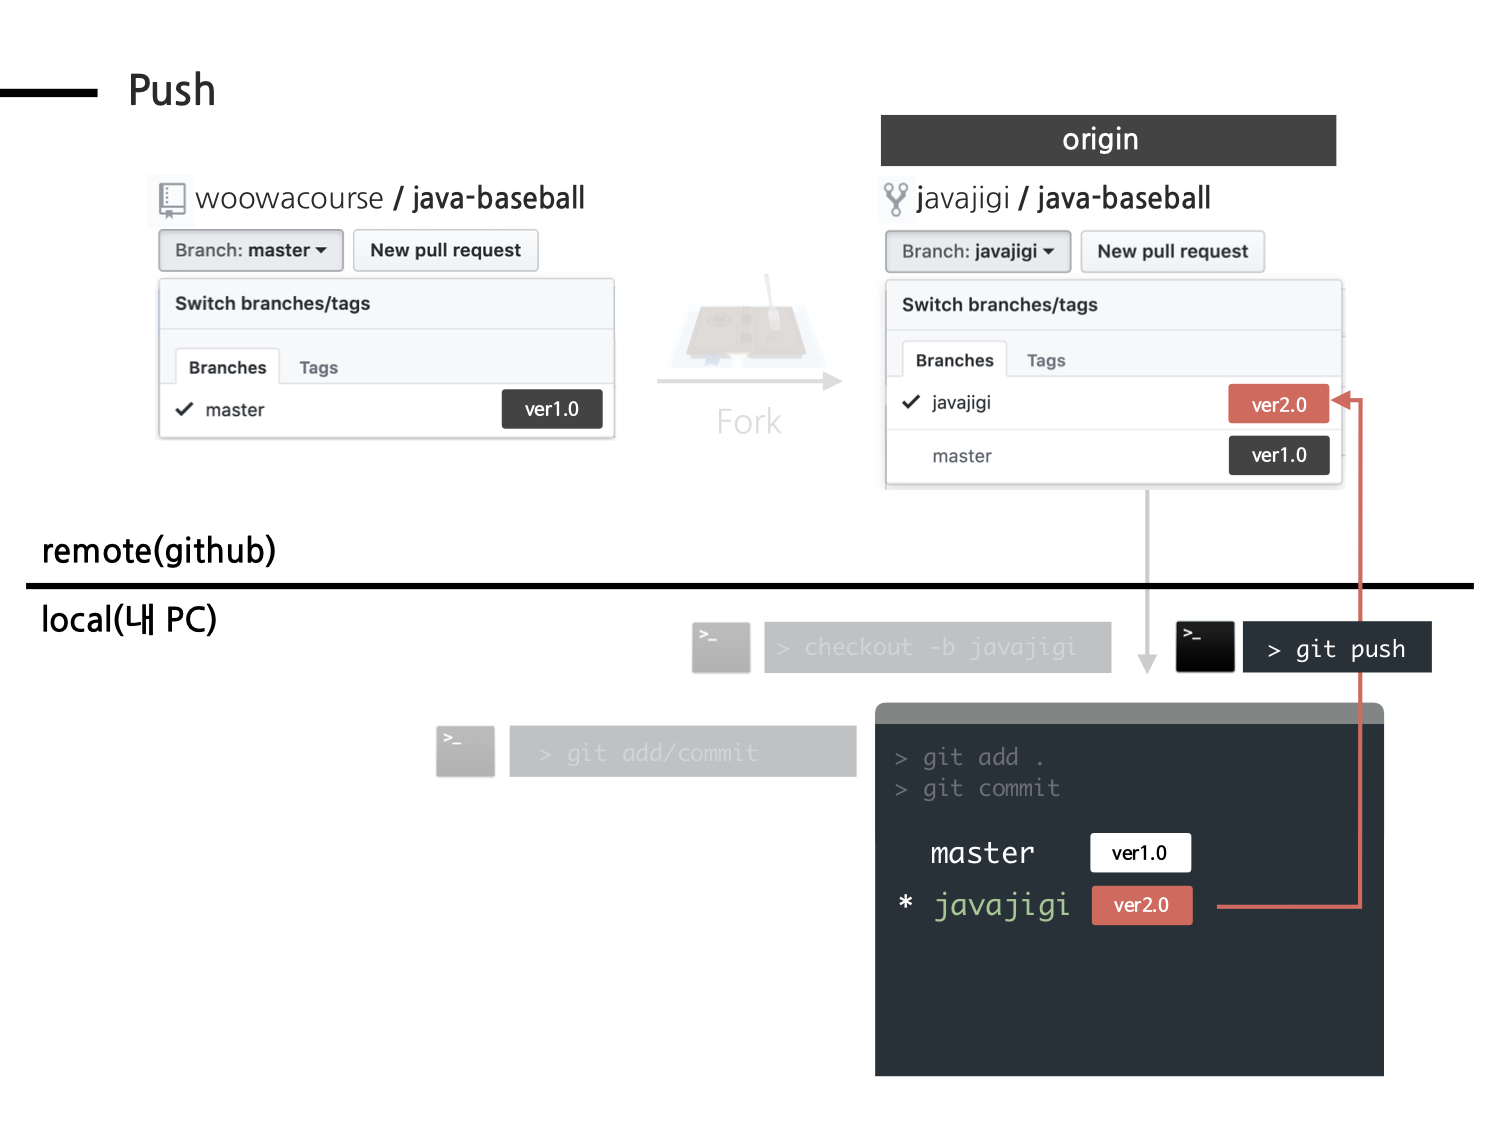 Push
origin
woowacourse / java-baseball
javajigi / java-baseball
Branch: master
New pull request
Branch: javajigi
New pull request
Switch branches/tags
Switch branches/tags
Branches
Tags
Branches
Tags
master
ver1.0
javajigi
ver2.0
master
ver1.0
Fork
remote(github)
local(내 PC)
>_
> checkout -b javajigi
>_
> git push
>_
> git add/commit
> git add .
> git commit
master
ver1.0
* javajigi
ver2.0